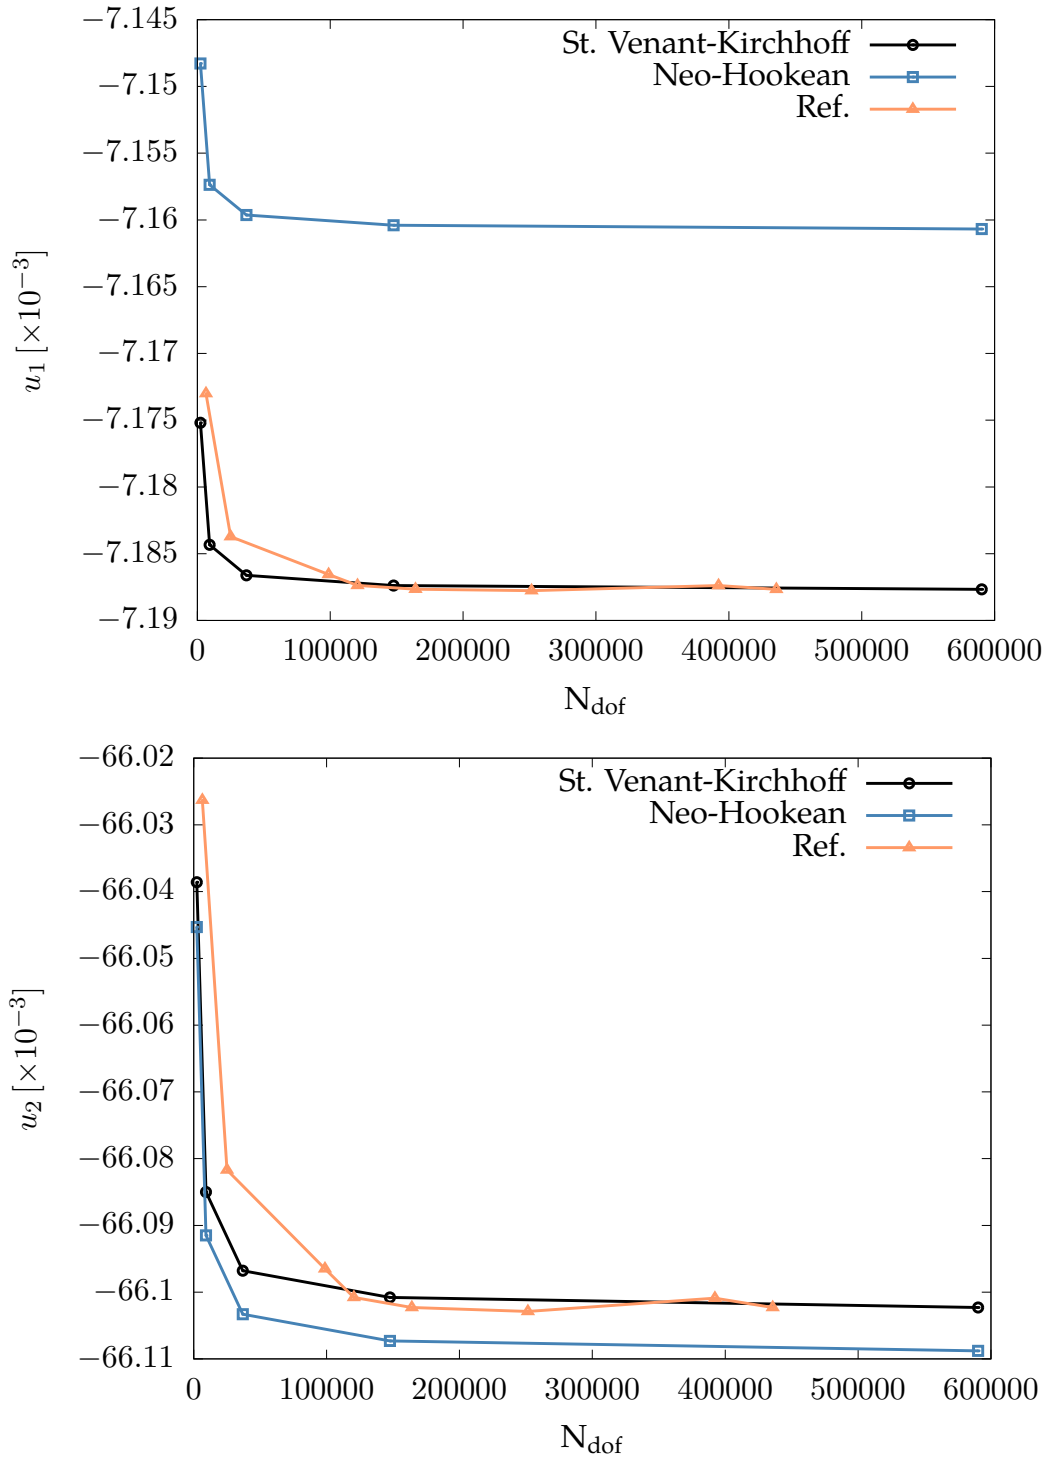 −7.145
−7.15
−7.155
−7.16
−7.165
−7.17
−7.175
−7.18
−7.185
−7.19
u₁ [×10⁻³]
St. Venant-Kirchhoff
Neo-Hookean
Ref.
0 100000 200000 300000 400000 500000 600000
N_dof
−66.02
−66.03
−66.04
−66.05
−66.06
−66.07
−66.08
−66.09
−66.1
−66.11
u₂ [×10⁻³]
St. Venant-Kirchhoff
Neo-Hookean
Ref.
0 100000 200000 300000 400000 500000 600000
N_dof